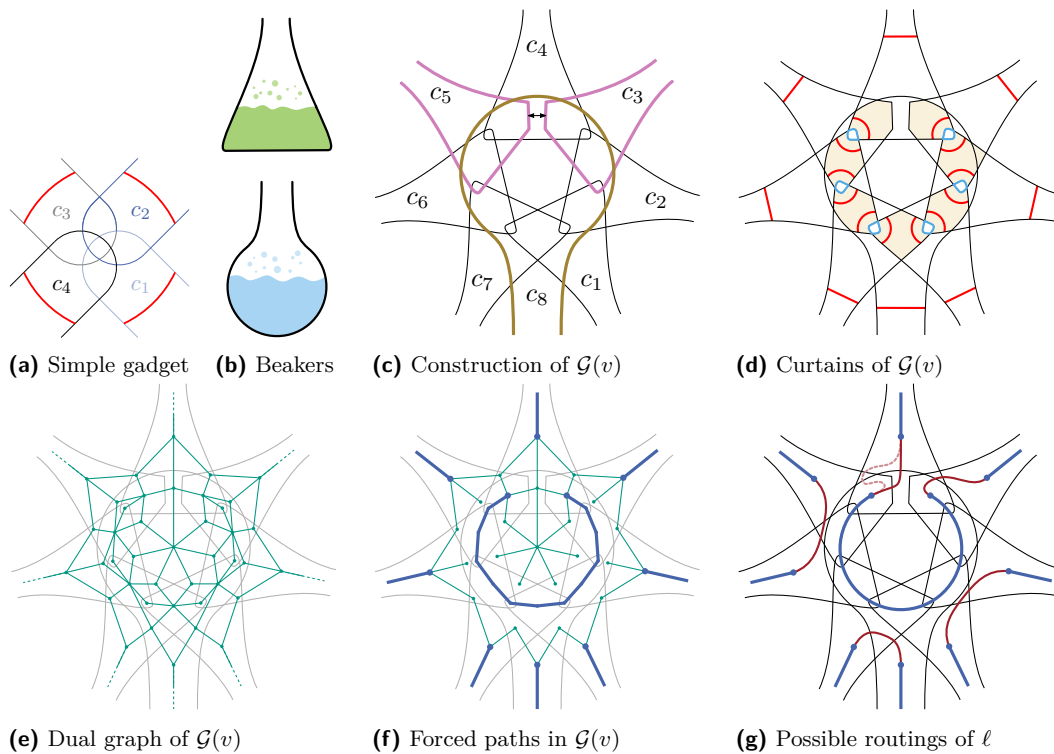 c4
c5
c3
c3
c2
c4
c1
c6
c2
c7
c8
c1
(a) Simple gadget
(b) Beakers
(c) Construction of 𝒢(v)
(d) Curtains of 𝒢(v)
(e) Dual graph of 𝒢(v)
(f) Forced paths in 𝒢(v)
(g) Possible routings of ℓ